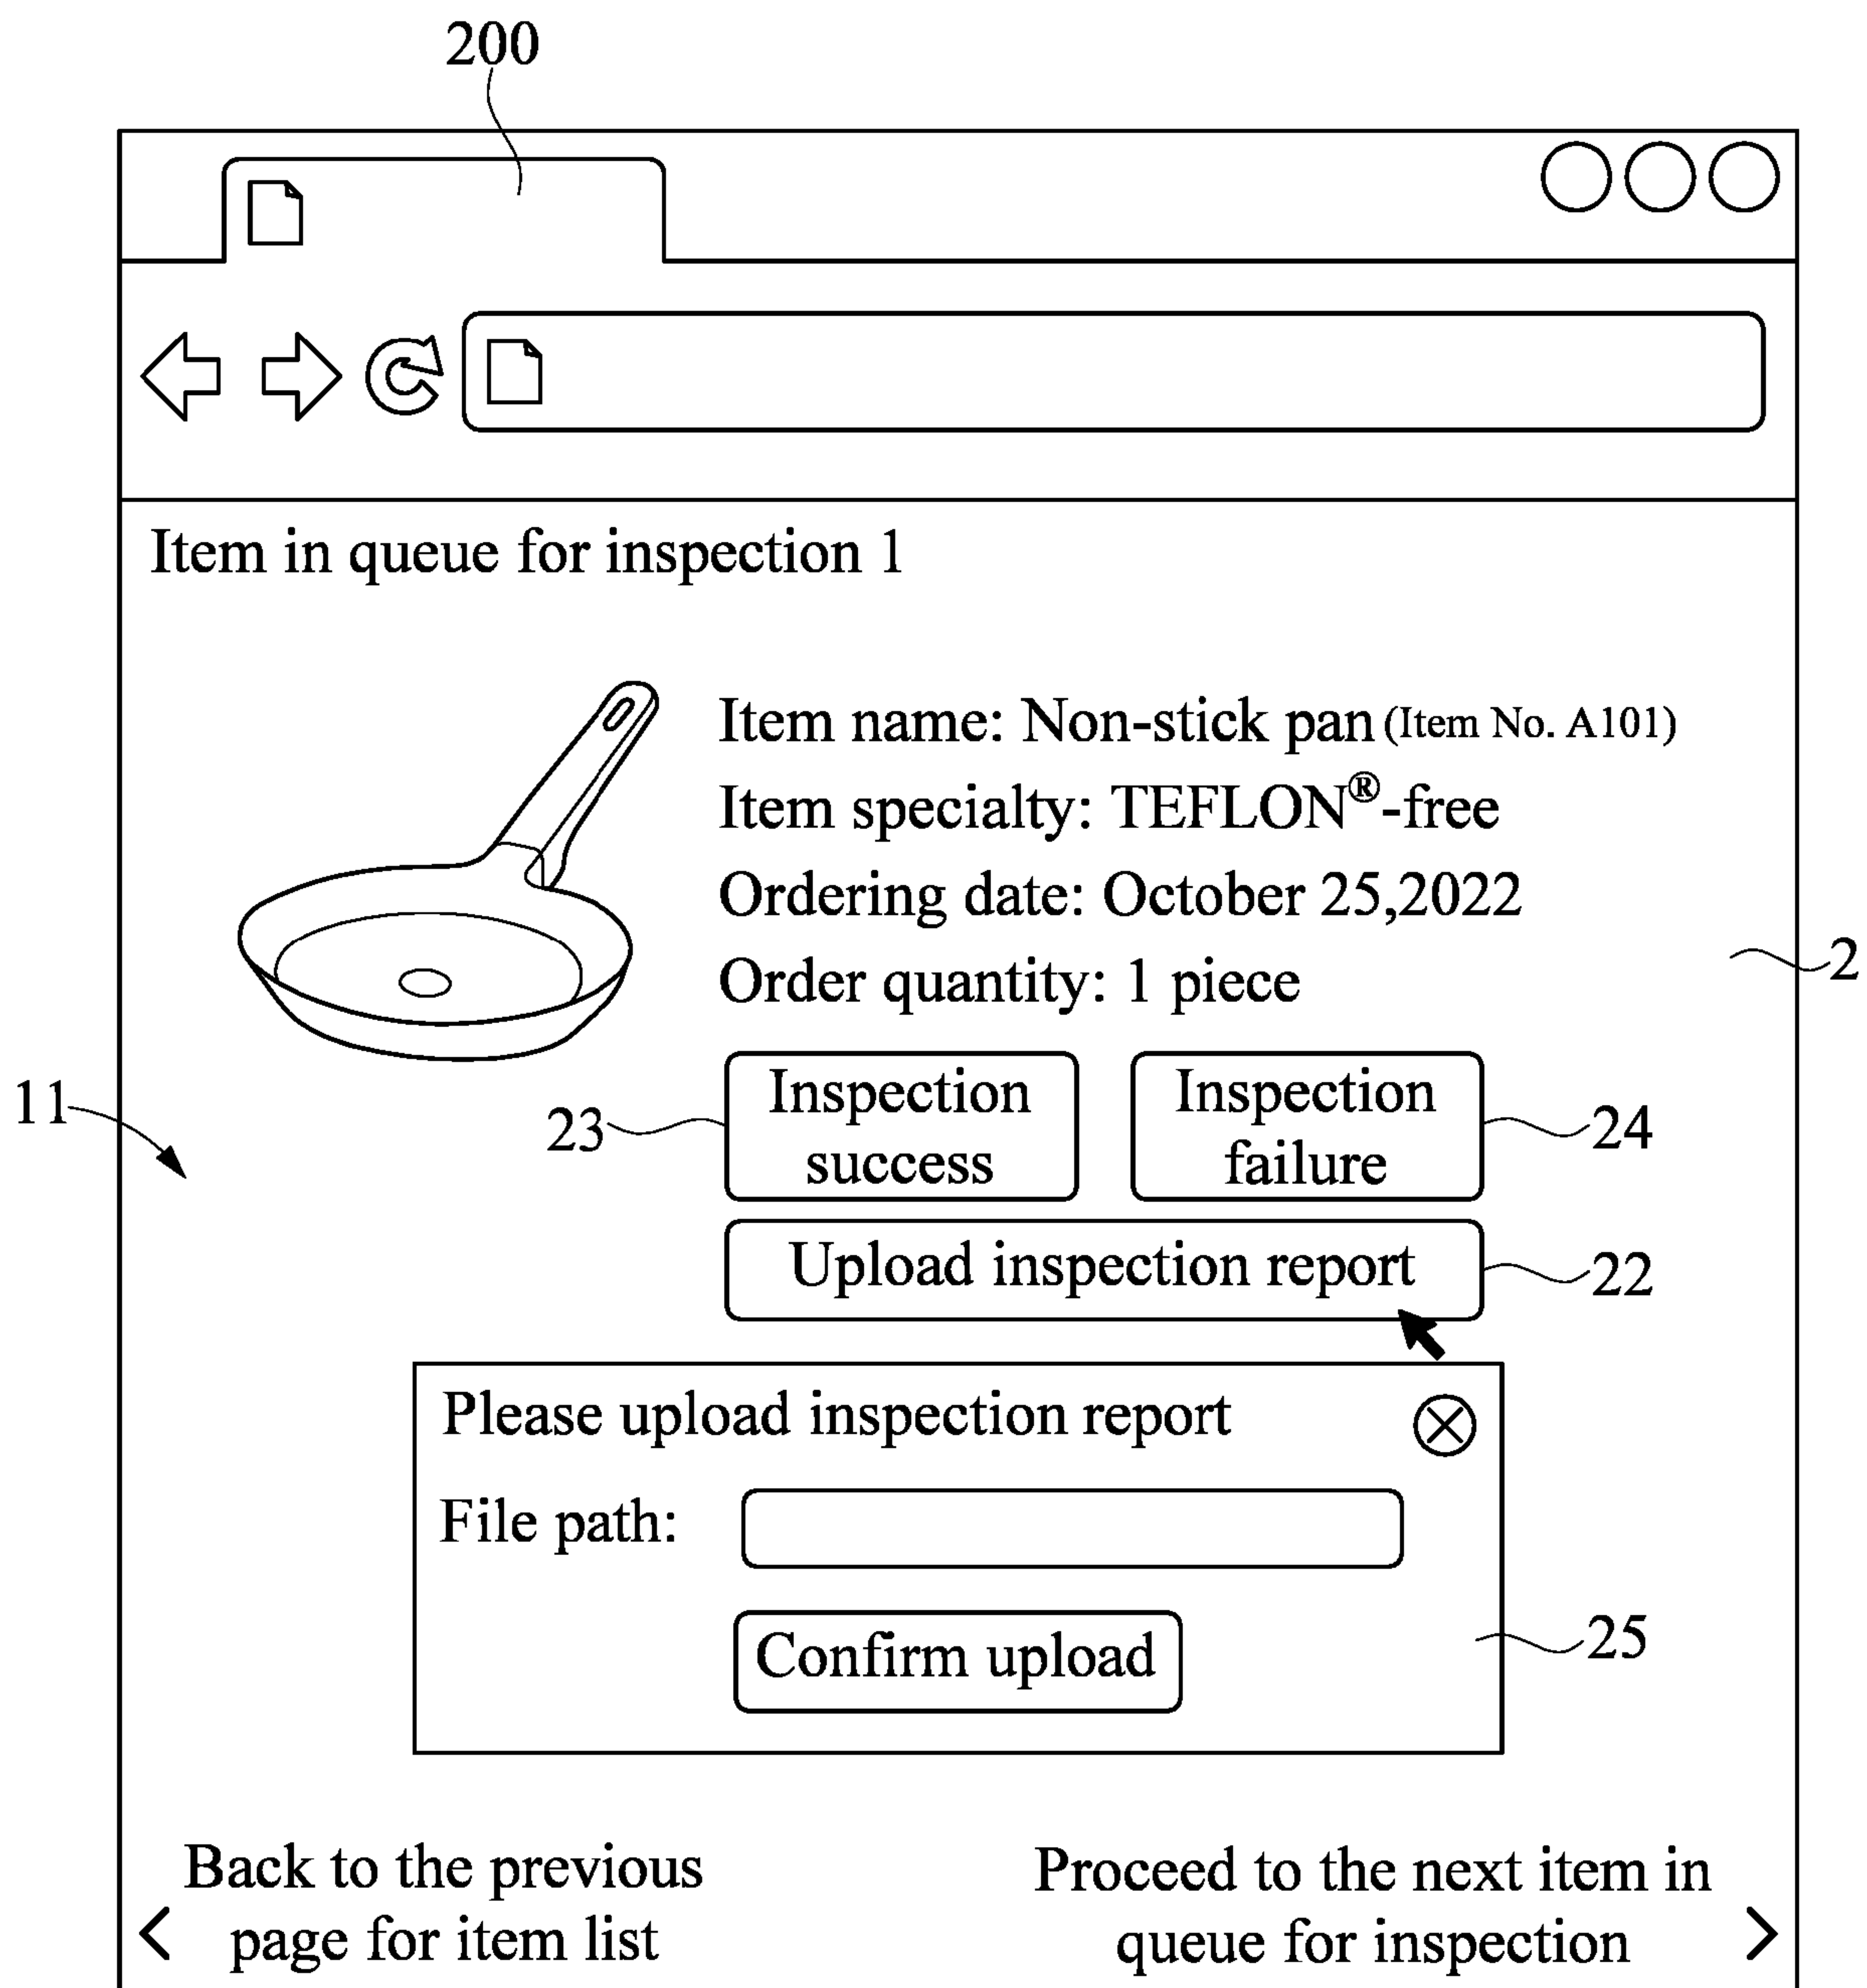 200
Item in queue for inspection 1
Item name: Non-stick pan (Item No. A101)
Item specialty: TEFLON®-free
Ordering date: October 25,2022
2
Order quantity: 1 piece
11
23
Inspection
success
Inspection
failure
24
Upload inspection report
22
Please upload inspection report
File path:
Confirm upload
25
Back to the previous
page for item list
Proceed to the next item in
queue for inspection